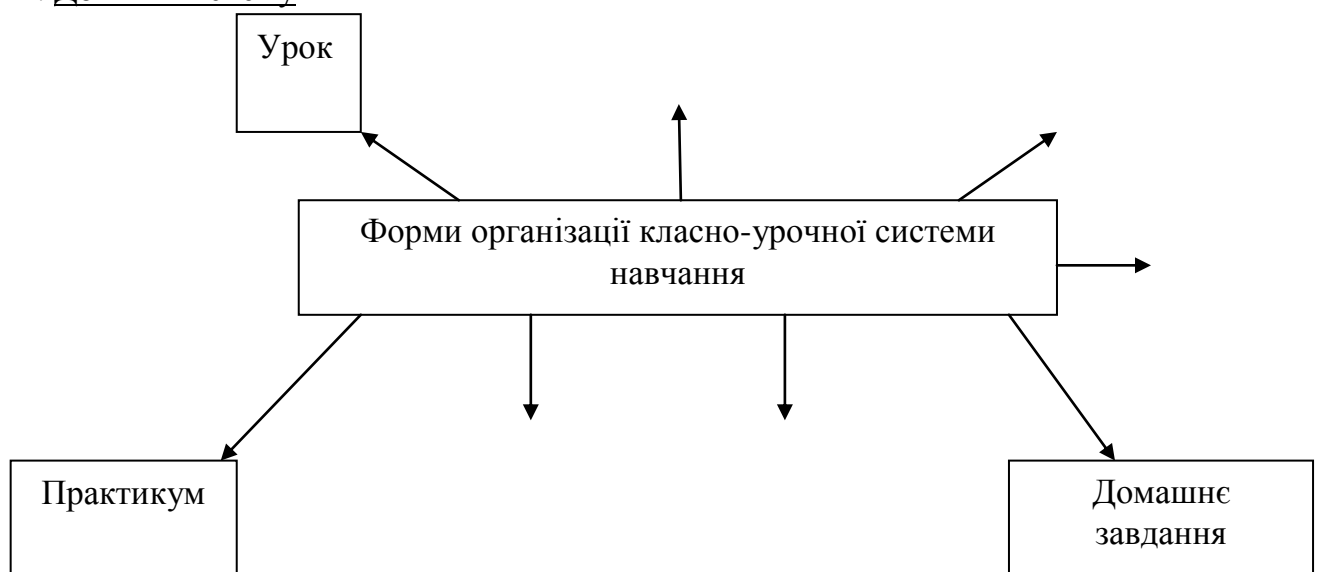 Урок
Форми організації класно-урочної системи
навчання
Практикум
Домашнє
завдання